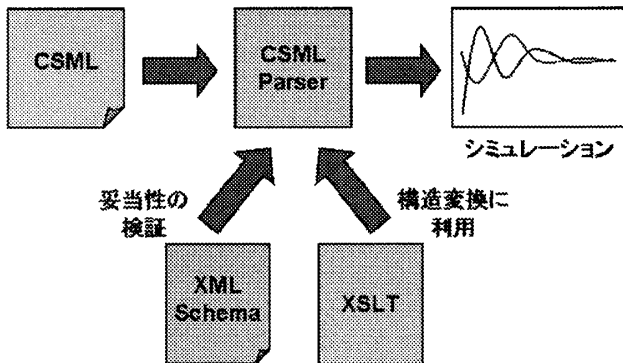 CSML
CSML
Parser
シミュレーション
妥当性の
検証
構造変換に
利用
XML
Schema
XSLT